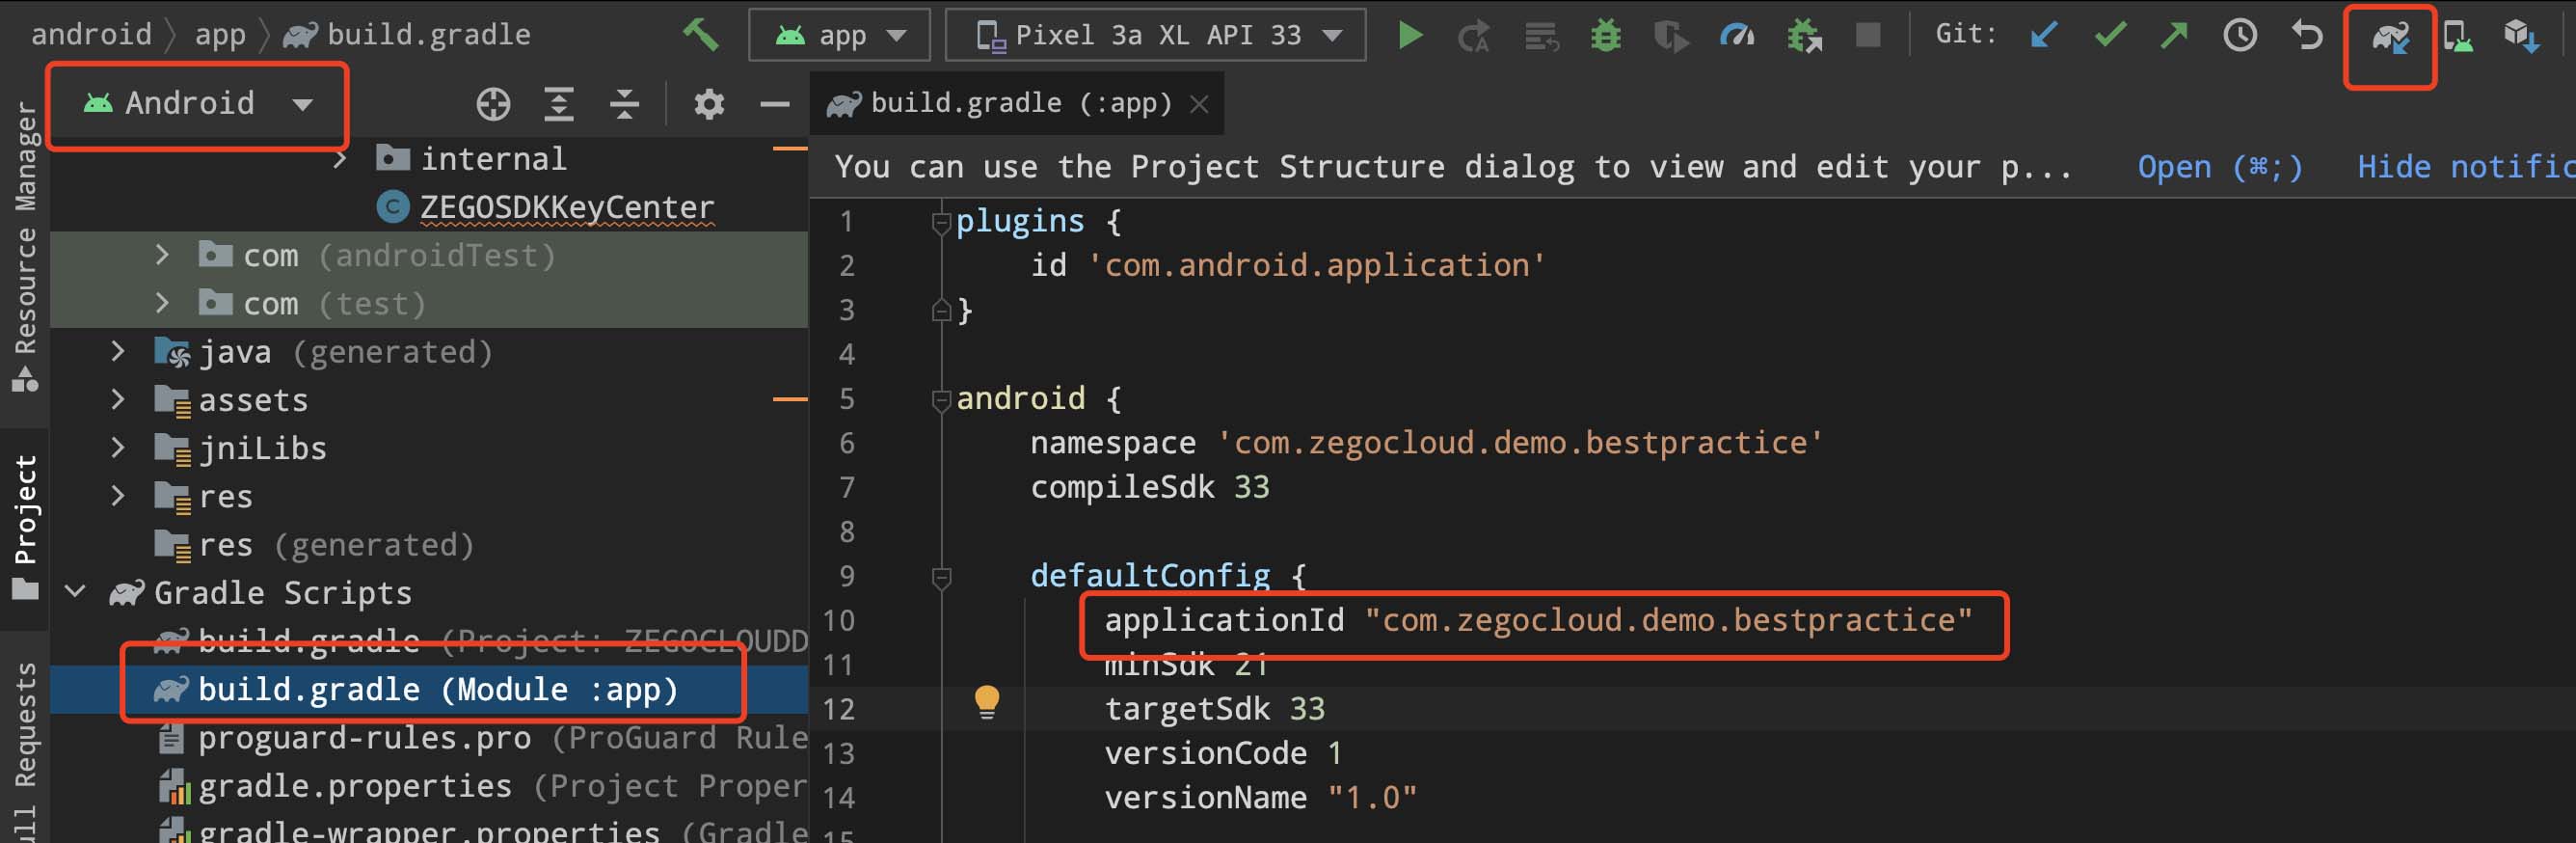 android
app
build.gradle
app
Pixel 3a XL API 33
Git:
Android
build.gradle (:app)
Resource Manager
Project
ull Requests
internal
ZEGOSDKKeyCenter
com (androidTest)
com (test)
java (generated)
assets
jniLibs
res
res (generated)
Gradle Scripts
build.gradle (Project: ZEGOCLOUDD
build.gradle (Module :app)
proguard-rules.pro (ProGuard Rule
gradle.properties (Project Proper
gradle-wrapper.properties (Gradle
You can use the Project Structure dialog to view and edit your p... Open (⌘;) Hide notific
1 plugins {
2 id 'com.android.application'
3 }
4
5 android {
6 namespace 'com.zegocloud.demo.bestpractice'
7 compileSdk 33
8
9 defaultConfig {
10 applicationId "com.zegocloud.demo.bestpractice"
11 minSdk 21
12 targetSdk 33
13 versionCode 1
14 versionName "1.0"
15